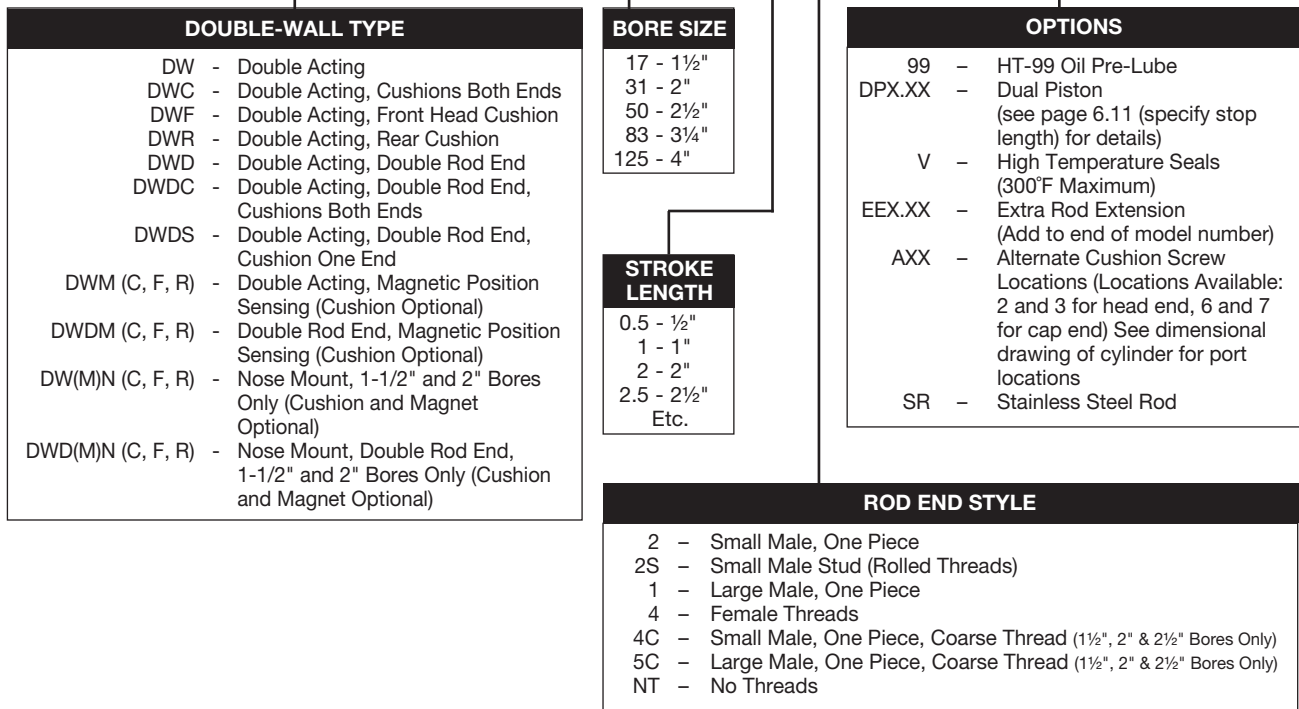 DOUBLE-WALL TYPE
DW - Double Acting
DWC - Double Acting, Cushions Both Ends
DWF - Double Acting, Front Head Cushion
DWR - Double Acting, Rear Cushion
DWD - Double Acting, Double Rod End
DWDC - Double Acting, Double Rod End,
Cushions Both Ends
DWDS - Double Acting, Double Rod End,
Cushion One End
DWM (C, F, R) - Double Acting, Magnetic Position
Sensing (Cushion Optional)
DWDM (C, F, R) - Double Rod End, Magnetic Position
Sensing (Cushion Optional)
DW(M)N (C, F, R) - Nose Mount, 1-1/2" and 2" Bores
Only (Cushion and Magnet
Optional)
DWD(M)N (C, F, R) - Nose Mount, Double Rod End,
1-1/2" and 2" Bores Only (Cushion
and Magnet Optional)
BORE SIZE
17 - 1½"
31 - 2"
50 - 2½"
83 - 3¼"
125 - 4"
STROKE
LENGTH
0.5 - ½"
1 - 1"
2 - 2"
2.5 - 2½"
Etc.
OPTIONS
99 – HT-99 Oil Pre-Lube
DPX.XX – Dual Piston
(see page 6.11 (specify stop
length) for details)
V – High Temperature Seals
(300˚F Maximum)
EEX.XX – Extra Rod Extension
(Add to end of model number)
AXX – Alternate Cushion Screw
Locations (Locations Available:
2 and 3 for head end, 6 and 7
for cap end) See dimensional
drawing of cylinder for port
locations
SR – Stainless Steel Rod
ROD END STYLE
2 – Small Male, One Piece
2S – Small Male Stud (Rolled Threads)
1 – Large Male, One Piece
4 – Female Threads
4C – Small Male, One Piece, Coarse Thread (1½", 2" & 2½" Bores Only)
5C – Large Male, One Piece, Coarse Thread (1½", 2" & 2½" Bores Only)
NT – No Threads